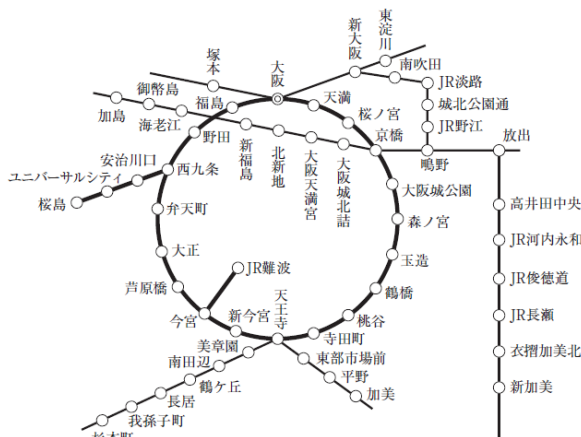 東淀川
新大阪
大阪
塚本
南吹田
JR淡路
御幣島
加島
福島
天満
城北公園通
海老江
桜ノ宮
JR野江
野田
京橋
放出
新福島
北新地
大阪天満宮
大阪城北詰
鴫野
安治川口
ユニバーサルシティ
西九条
桜島
大阪城公園
弁天町
森ノ宮
高井田中央
大正
玉造
JR河内永和
JR難波
芦原橋
鶴橋
JR俊徳道
今宮
新今宮
天王寺
桃谷
JR長瀬
寺田町
美章園
東部市場前
衣摺加美北
南田辺
鶴ケ丘
平野
新加美
長居
加美
我孫子町